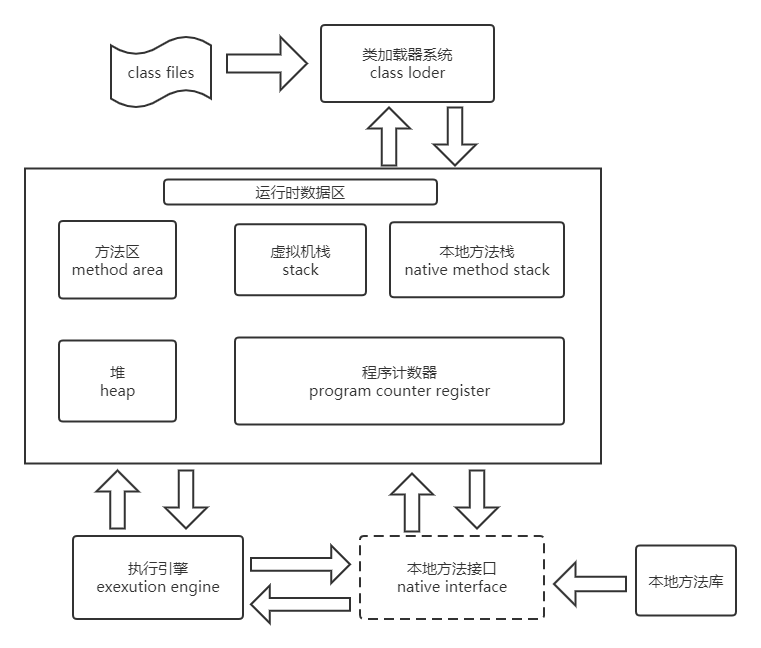 class files
类加载器系统
class loder
运行时数据区
方法区
method area
虚拟机栈
stack
本地方法栈
native method stack
堆
heap
程序计数器
program counter register
执行引擎
exexution engine
本地方法接口
native interface
本地方法库